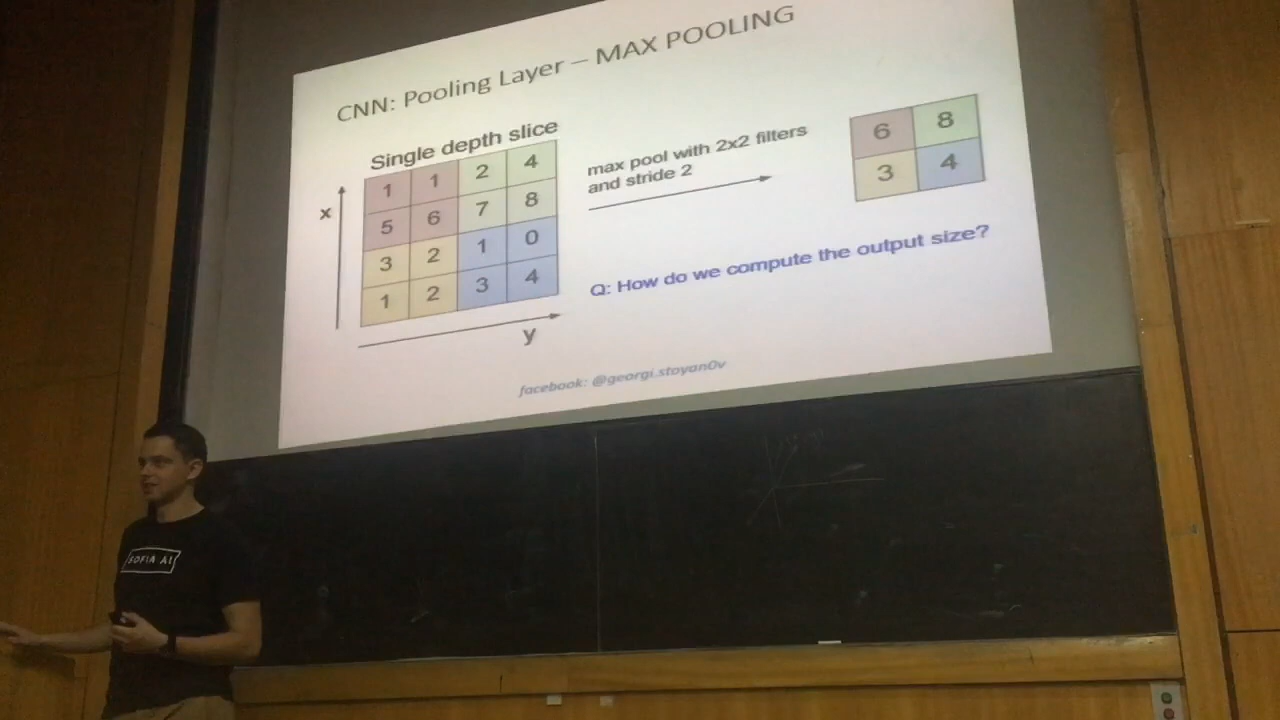 CNN: Pooling Layer – MAX POOLING
Single depth slice
x
1 1 2 4
5 6 7 8
3 2 1 0
1 2 3 4
y
max pool with 2x2 filters
and stride 2
6 8
3 4
Q: How do we compute the output size?
facebook: @georgi.stoyan0v
SOFIA AI